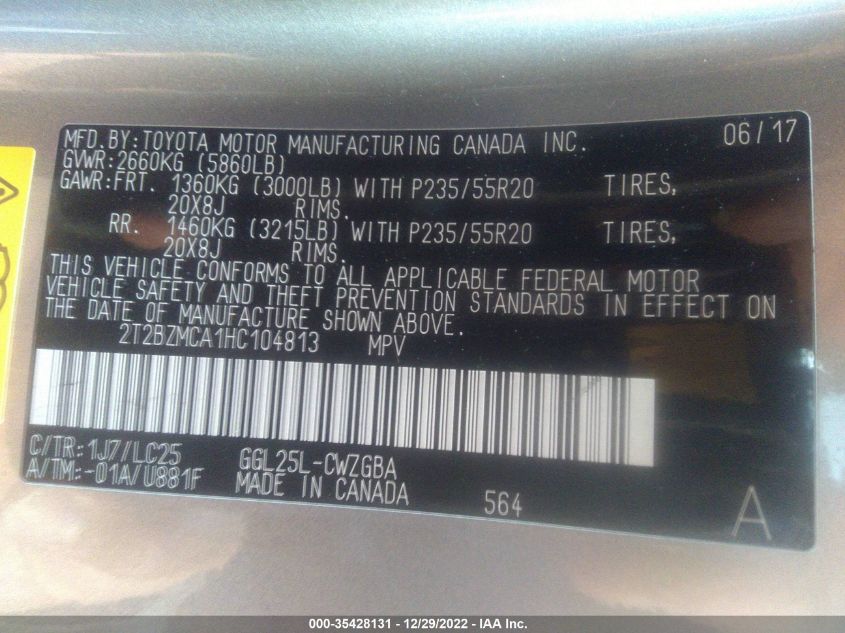 MFD.BY:TOYOTA MOTOR MANUFACTURING CANADA INC. 06/17
GVWR:2660KG (5860LB)
GAWR:FRT. 1360KG (3000LB) WITH P235/55R20 TIRES,
20X8J RIMS.
RR. 1460KG (3215LB) WITH P235/55R20 TIRES,
20X8J RIMS.
THIS VEHICLE CONFORMS TO ALL APPLICABLE FEDERAL MOTOR
VEHICLE SAFETY AND THEFT PREVENTION STANDARDS IN EFFECT ON
THE DATE OF MANUFACTURE SHOWN ABOVE.
2T2BZMCA1HC104813 MPV
C/TR:1J7/LC25 GGL25L-CWZGBA
A/TM:-01A/U881F MADE IN CANADA 564 A
000-35428131 - 12/29/2022 - IAA Inc.